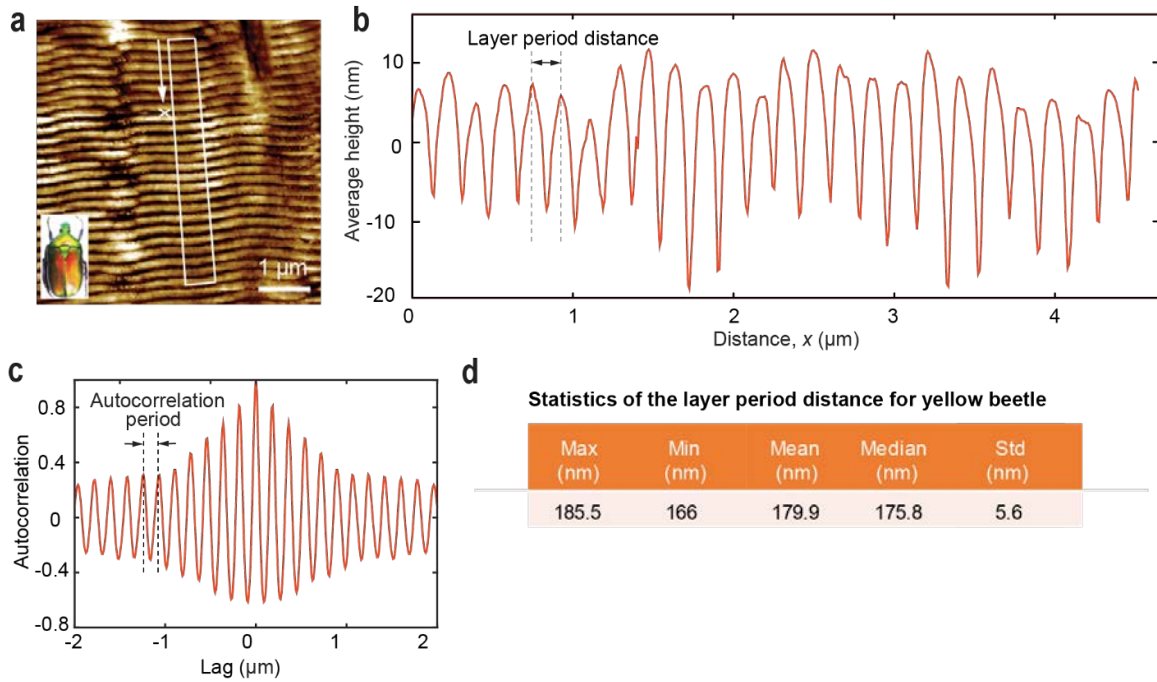 a
1 µm
b
Layer period distance
Average height (nm)
10
0
-10
-20
0
1
2
3
4
Distance, x (µm)
c
Autocorrelation
period
Autocorrelation
0.8
0.4
0
-0.4
-0.8
-2
-1
0
1
2
Lag (µm)
d
Statistics of the layer period distance for yellow beetle
Max Min Mean Median Std
(nm) (nm) (nm) (nm) (nm)
185.5 166 179.9 175.8 5.6